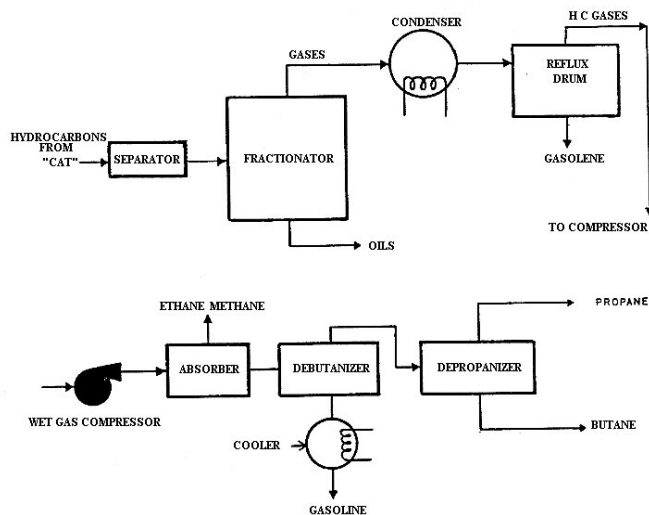 CONDENSER
H C GASES
GASES
REFLUX
DRUM
HYDROCARBONS
FROM
"CAT"
SEPARATOR
FRACTIONATOR
GASOLENE
TO COMPRESSOR
OILS
ETHANE METHANE
PROPANE
ABSORBER
DEBUTANIZER
DEPROPANIZER
WET GAS COMPRESSOR
BUTANE
COOLER
GASOLINE